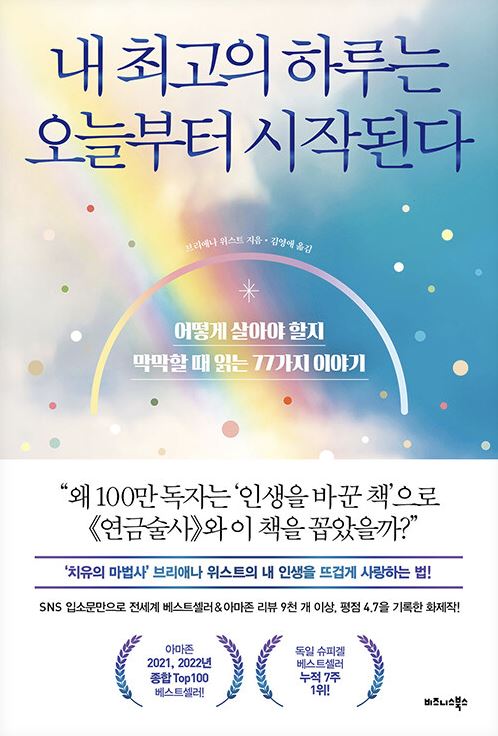 내 최고의 하루는
오늘부터 시작된다
브리애나 위스트 지음 • 김영애 옮김
어떻게 살아야 할지
막막할 때 읽는 77가지 이야기
“왜 100만 독자는 ‘인생을 바꾼 책’으로
《연금술사》와 이 책을 꼽았을까?”
‘치유의 마법사’ 브리애나 위스트의 내 인생을 뜨겁게 사랑하는 법!
SNS 입소문만으로 전세계 베스트셀러&아마존 리뷰 9천 개 이상, 평점 4.7을 기록한 화제작!
아마존
2021, 2022년
종합 Top100
베스트셀러!
독일 슈피겔
베스트셀러
누적 7주
1위!
비즈니스북스